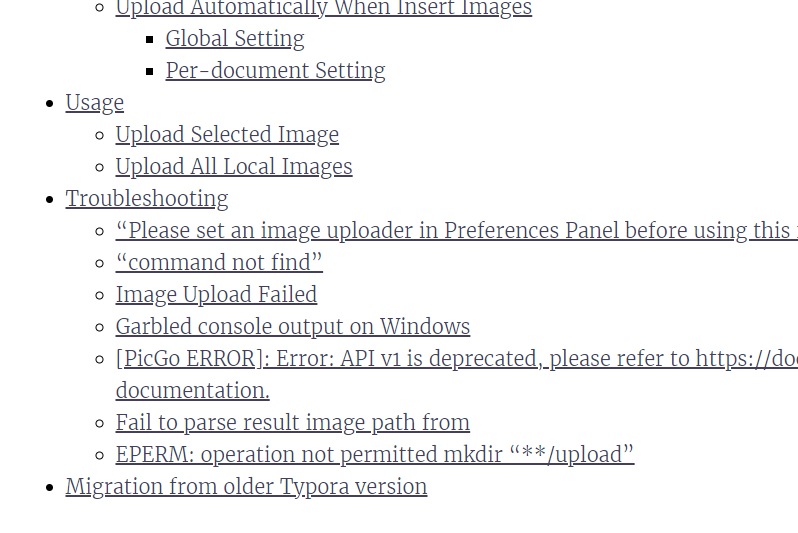 Upload Automatically When Insert Images
Global Setting
Per-document Setting
Usage
Upload Selected Image
Upload All Local Images
Troubleshooting
“Please set an image uploader in Preferences Panel before using this
“command not find”
Image Upload Failed
Garbled console output on Windows
[PicGo ERROR]: Error: API v1 is deprecated, please refer to https://do
documentation.
Fail to parse result image path from
EPERM: operation not permitted mkdir “**/upload”
Migration from older Typora version